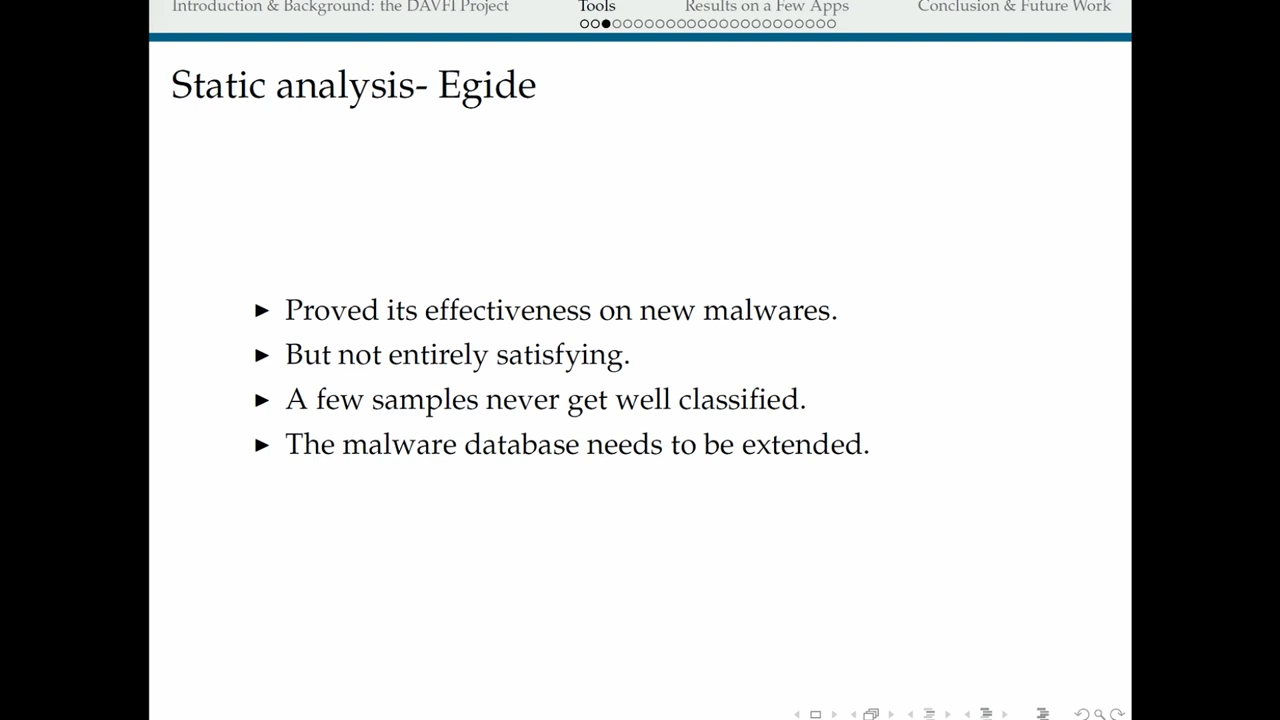 Introduction & Background: the DAVFI Project Tools Results on a Few Apps Conclusion & Future Work
Static analysis- Egide
Proved its effectiveness on new malwares.
But not entirely satisfying.
A few samples never get well classified.
The malware database needs to be extended.